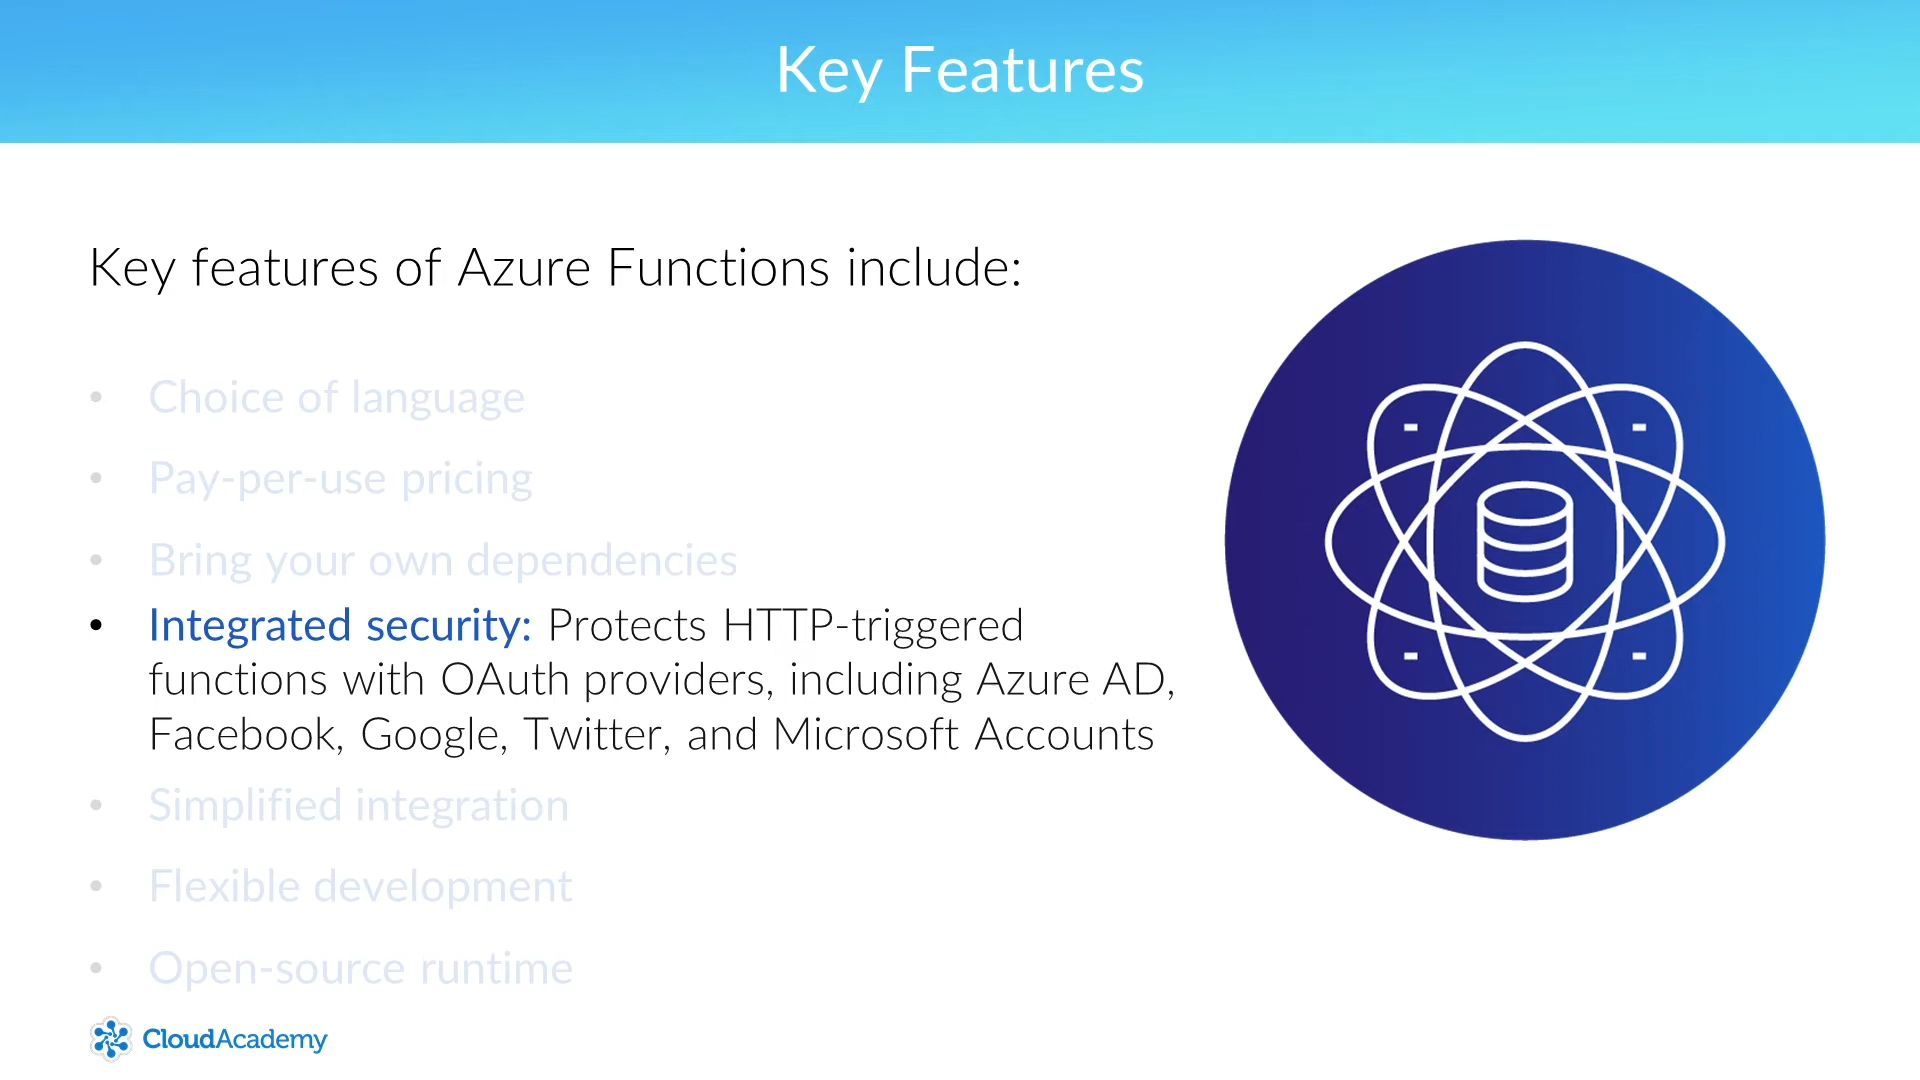 Key Features
Key features of Azure Functions include:
• Choice of language
• Pay-per-use pricing
• Bring your own dependencies
• Integrated security: Protects HTTP-triggered
functions with OAuth providers, including Azure AD,
Facebook, Google, Twitter, and Microsoft Accounts
• Simplified integration
• Flexible development
• Open-source runtime
CloudAcademy